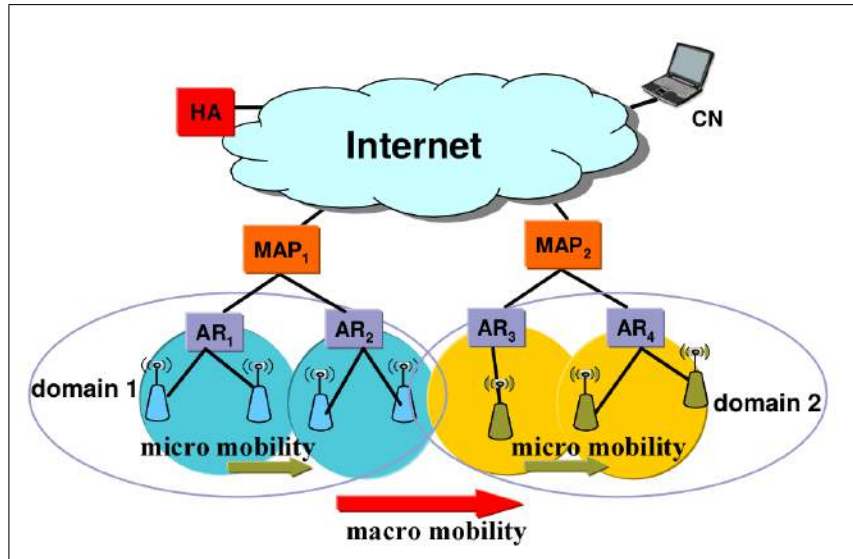 HA
CN
Internet
MAP₁
MAP₂
AR₁
AR₂
AR₃
AR₄
domain 1
domain 2
micro mobility
micro mobility
macro mobility